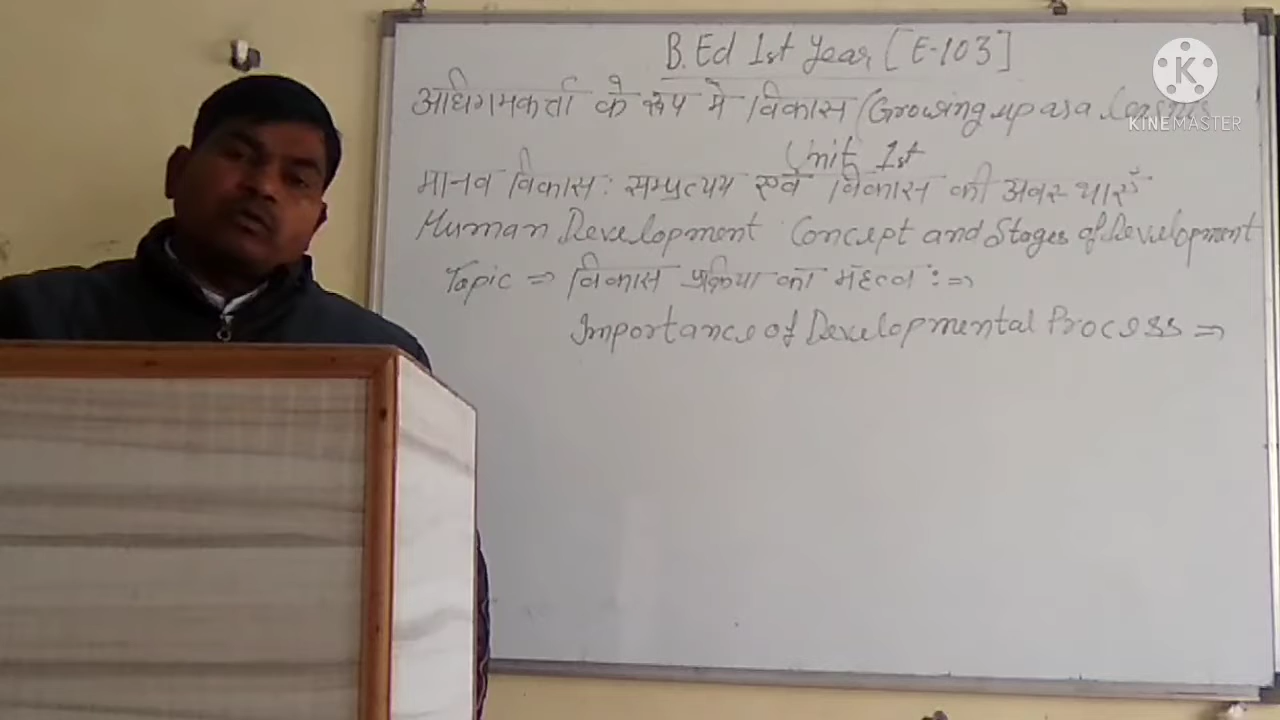 B. Ed 1st Year [E-103]
अधिगमकर्त्ता के रूप मे विकास (Growing up as a
KINEMASTER
Unit 1st
मानव विकास : सम्प्रत्यय एवं विकास की अवस्थाएँ
Human Development Concept and Stages of Development
Topic ⇒ विकास प्रक्रिया का महत्व :⇒
Importance of Developmental Process ⇒